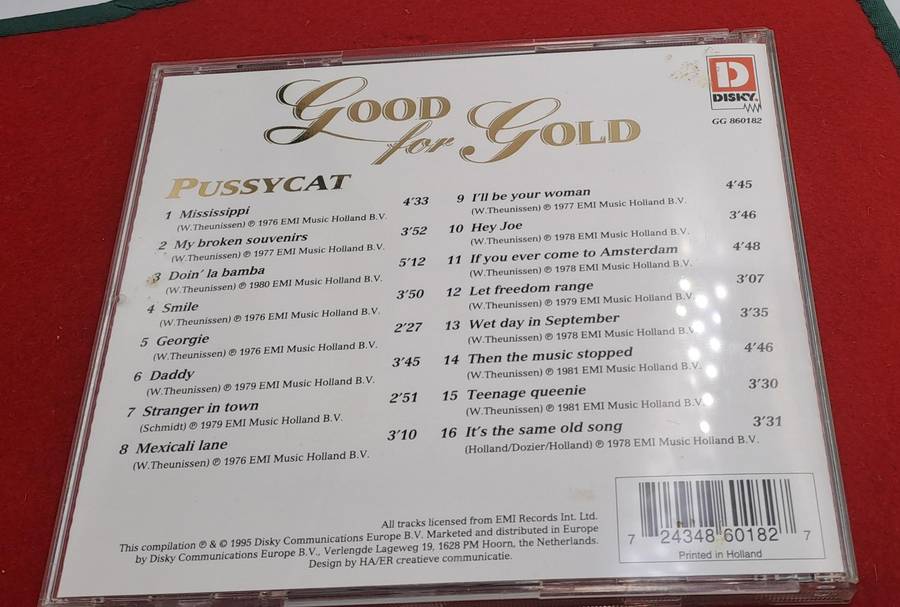 GOOD
for GOLD
D
DISKY.
GG 860182
PUSSYCAT
1 Mississippi 4'33
(W.Theunissen) ℗ 1976 EMI Music Holland B.V.
2 My broken souvenirs 3'52
(W.Theunissen) ℗ 1977 EMI Music Holland B.V.
3 Doin' la bamba 5'12
(W.Theunissen) ℗ 1980 EMI Music Holland B.V.
4 Smile 3'50
(W.Theunissen) ℗ 1976 EMI Music Holland B.V.
5 Georgie 2'27
(W.Theunissen) ℗ 1976 EMI Music Holland B.V.
6 Daddy 3'45
(W.Theunissen) ℗ 1979 EMI Music Holland B.V.
7 Stranger in town 2'51
(Schmidt) ℗ 1979 EMI Music Holland B.V.
8 Mexicali lane 3'10
(W.Theunissen) ℗ 1976 EMI Music Holland B.V.
9 I'll be your woman 4'45
(W.Theunissen) ℗ 1977 EMI Music Holland B.V.
10 Hey Joe 3'46
(W.Theunissen) ℗ 1978 EMI Music Holland B.V.
11 If you ever come to Amsterdam 4'48
(W.Theunissen) ℗ 1978 EMI Music Holland B.V.
12 Let freedom range 3'07
(W.Theunissen) ℗ 1979 EMI Music Holland B.V.
13 Wet day in September 3'35
(W.Theunissen) ℗ 1978 EMI Music Holland B.V.
14 Then the music stopped 4'46
(W.Theunissen) ℗ 1981 EMI Music Holland B.V.
15 Teenage queenie 3'30
(W.Theunissen) ℗ 1981 EMI Music Holland B.V.
16 It's the same old song 3'31
(Holland/Dozier/Holland) ℗ 1978 EMI Music Holland B.V.
All tracks licensed from EMI Records Int. Ltd.
This compilation ℗ & © 1995 Disky Communications Europe B.V. Marketed and distributed in Europe
by Disky Communications Europe B.V., Verlengde Lageweg 19, 1628 PM Hoorn, the Netherlands.
Design by HA/ER creatieve communicatie.
7 24348 60182 7
Printed in Holland